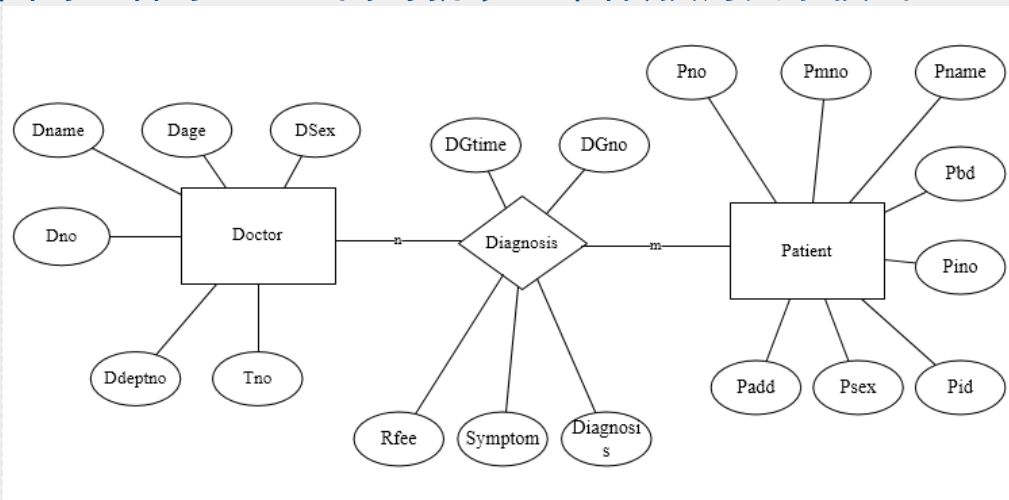 Pno
Pmno
Pname
Dname
Dage
DSex
DGtime
DGno
Pbd
Dno
Doctor
n
Diagnosis
m
Patient
Pino
Ddeptno
Tno
Padd
Psex
Pid
Rfee
Symptom
Diagnosi
s